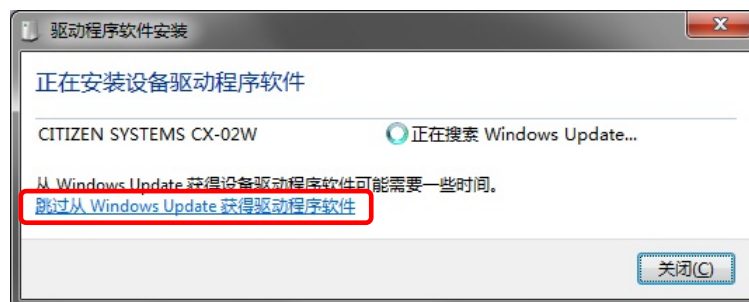 驱动程序软件安装
正在安装设备驱动程序软件
CITIZEN SYSTEMS CX-02W 正在搜索 Windows Update...
从 Windows Update 获得设备驱动程序软件可能需要一些时间。
跳过从 Windows Update 获得驱动程序软件
关闭(C)